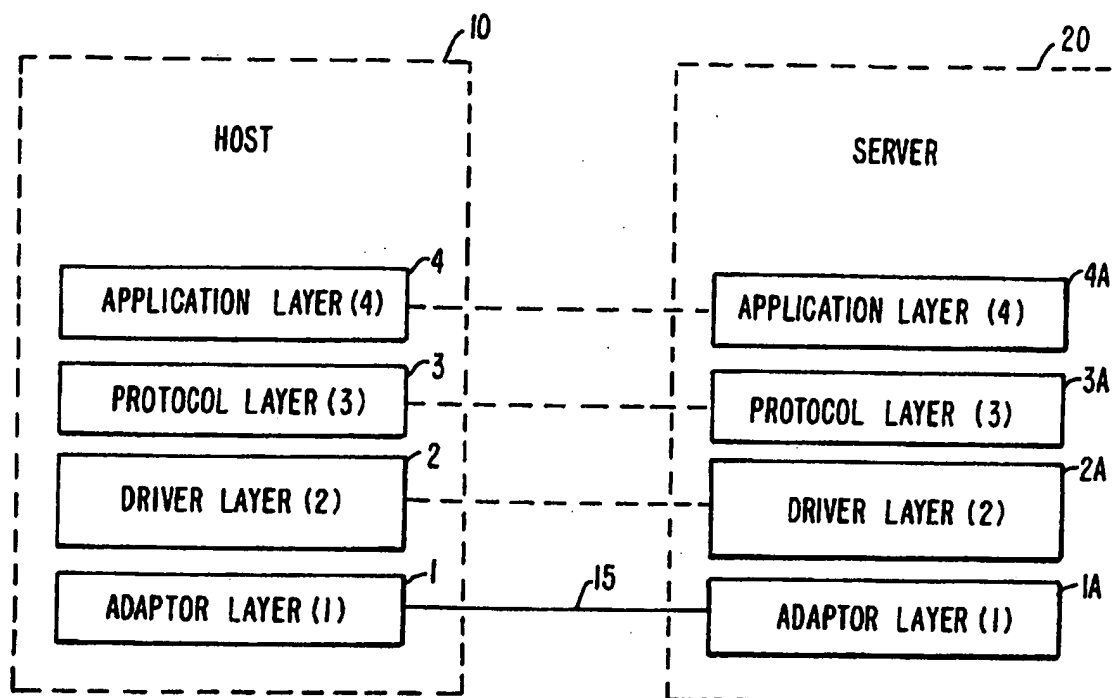 10
20
HOST
SERVER
4
APPLICATION LAYER (4)
4A
APPLICATION LAYER (4)
3
PROTOCOL LAYER (3)
3A
PROTOCOL LAYER (3)
2
DRIVER LAYER (2)
2A
DRIVER LAYER (2)
1
ADAPTOR LAYER (1)
15
1A
ADAPTOR LAYER (1)